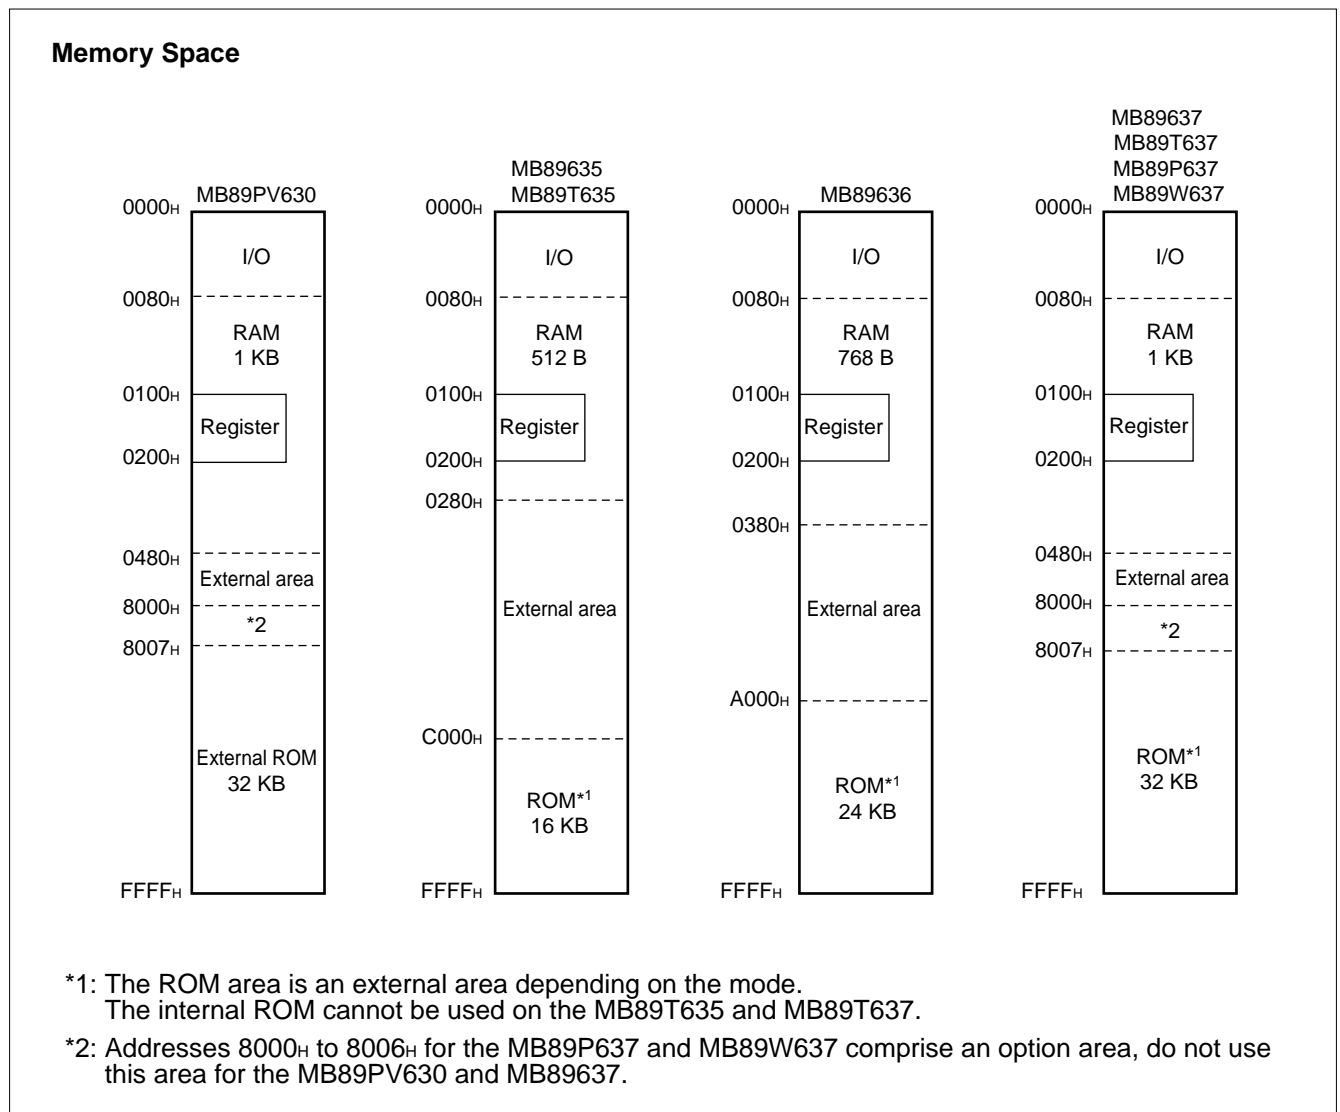 Memory Space
MB89PV630
0000H
I/O
0080H
RAM
1 KB
0100H
Register
0200H
0480H
External area
8000H
*2
8007H
External ROM
32 KB
FFFFH
MB89635
MB89T635
0000H
I/O
0080H
RAM
512 B
0100H
Register
0200H
0280H
External area
C000H
ROM*1
16 KB
FFFFH
MB89636
0000H
I/O
0080H
RAM
768 B
0100H
Register
0200H
0380H
External area
A000H
ROM*1
24 KB
FFFFH
MB89637
MB89T637
MB89P637
MB89W637
0000H
I/O
0080H
RAM
1 KB
0100H
Register
0200H
0480H
External area
8000H
*2
8007H
ROM*1
32 KB
FFFFH
*1: The ROM area is an external area depending on the mode.
The internal ROM cannot be used on the MB89T635 and MB89T637.
*2: Addresses 8000H to 8006H for the MB89P637 and MB89W637 comprise an option area, do not use
this area for the MB89PV630 and MB89637.